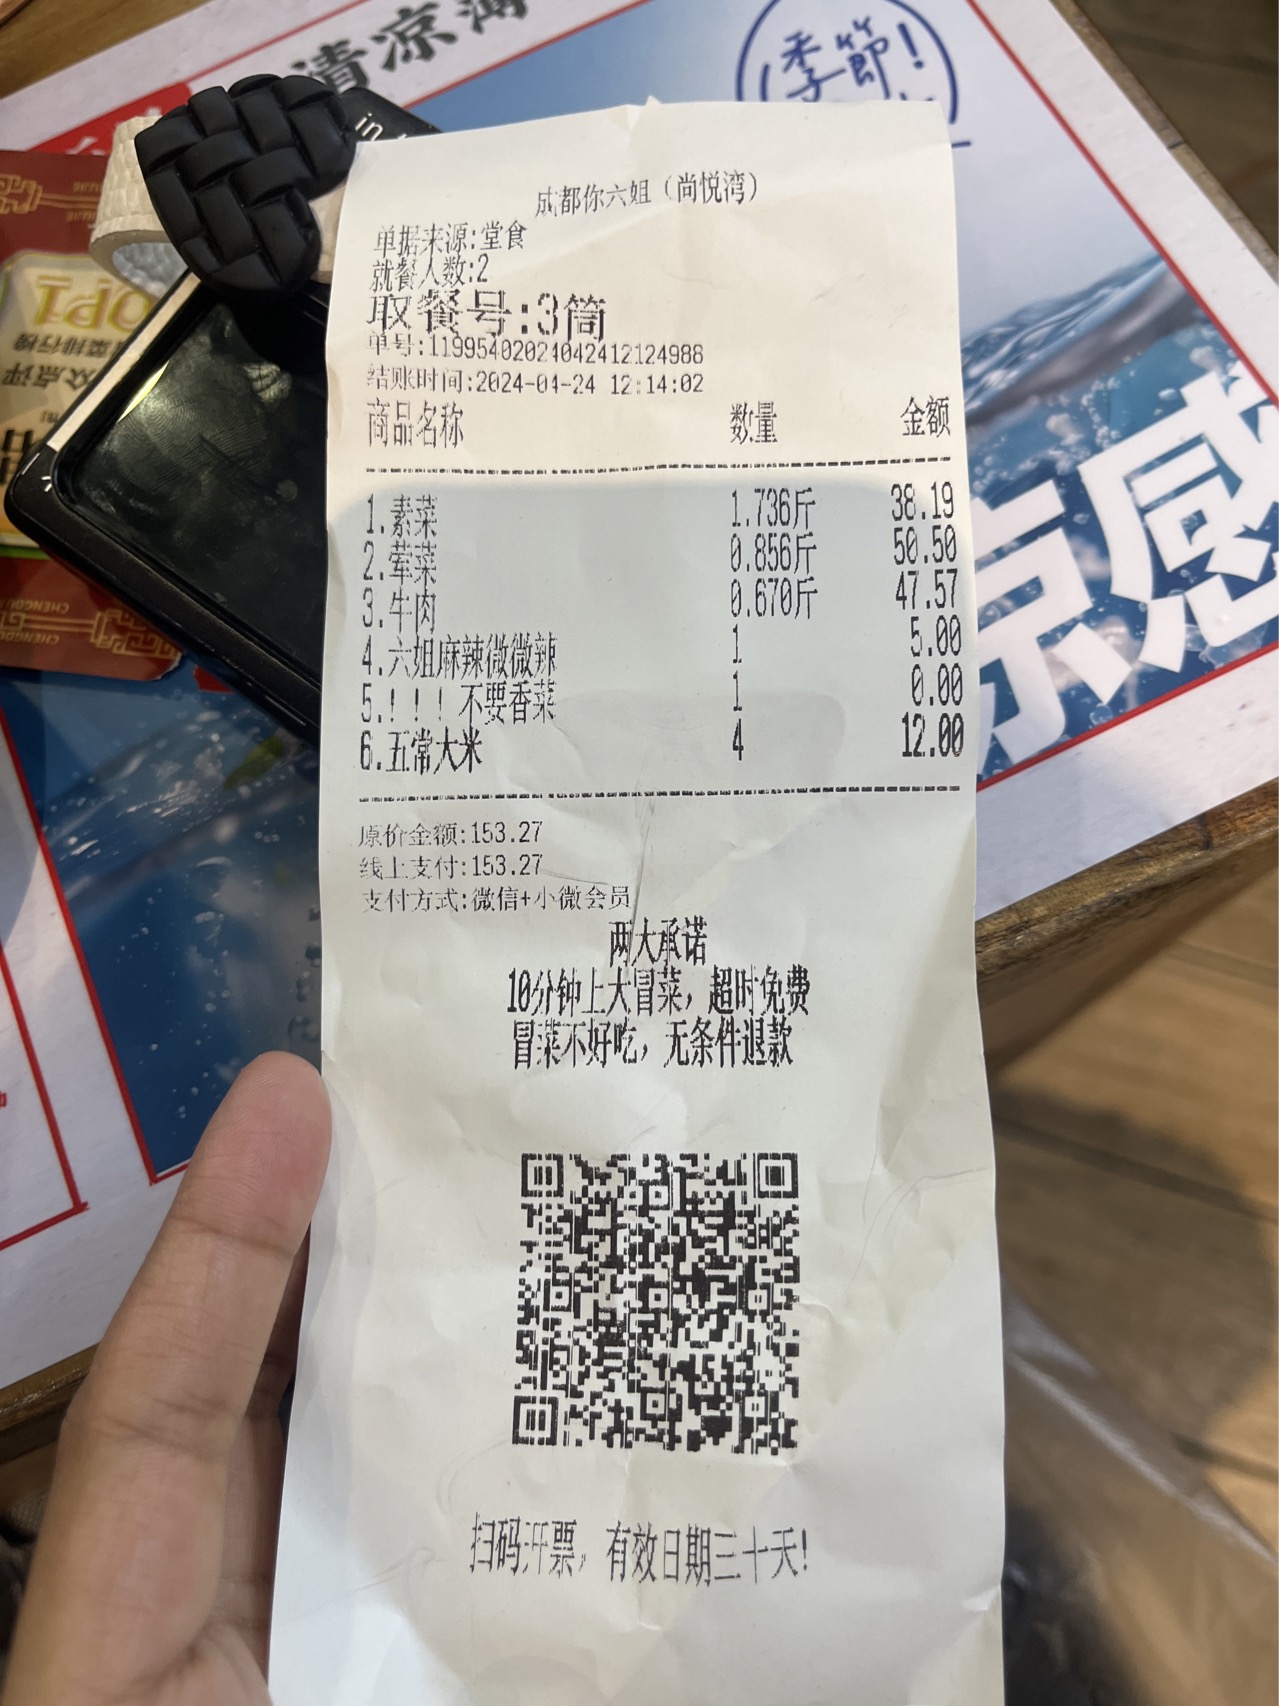 清凉
季節!
成都你六姐（尚悦湾）
单据来源:堂食
就餐人数:2
取餐号:3筒
单号:11995402024042412124988
结账时间:2024-04-24 12:14:02
商品名称 数量 金额
1.素菜 1.736斤 38.19
2.荤菜 0.856斤 50.50
3.牛肉 0.670斤 47.57
4.六姐麻辣微微辣 1 5.00
5.！！！不要香菜 1 0.00
6.五常大米 4 12.00
原价金额:153.27
线上支付:153.27
支付方式:微信+小微会员
两大承诺
10分钟上大冒菜，超时免费
冒菜不好吃，无条件退款
扫码开票，有效日期三十天!
凉感